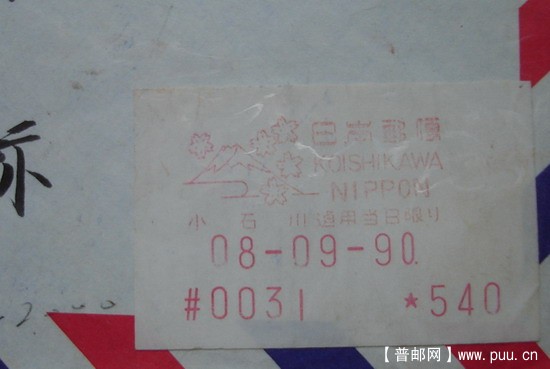 日本郵便
KOISHIKAWA
NIPPON
小石川 通用当日限り
08-09-90.
#0031 *540
示
【普邮网】www.puu.cn